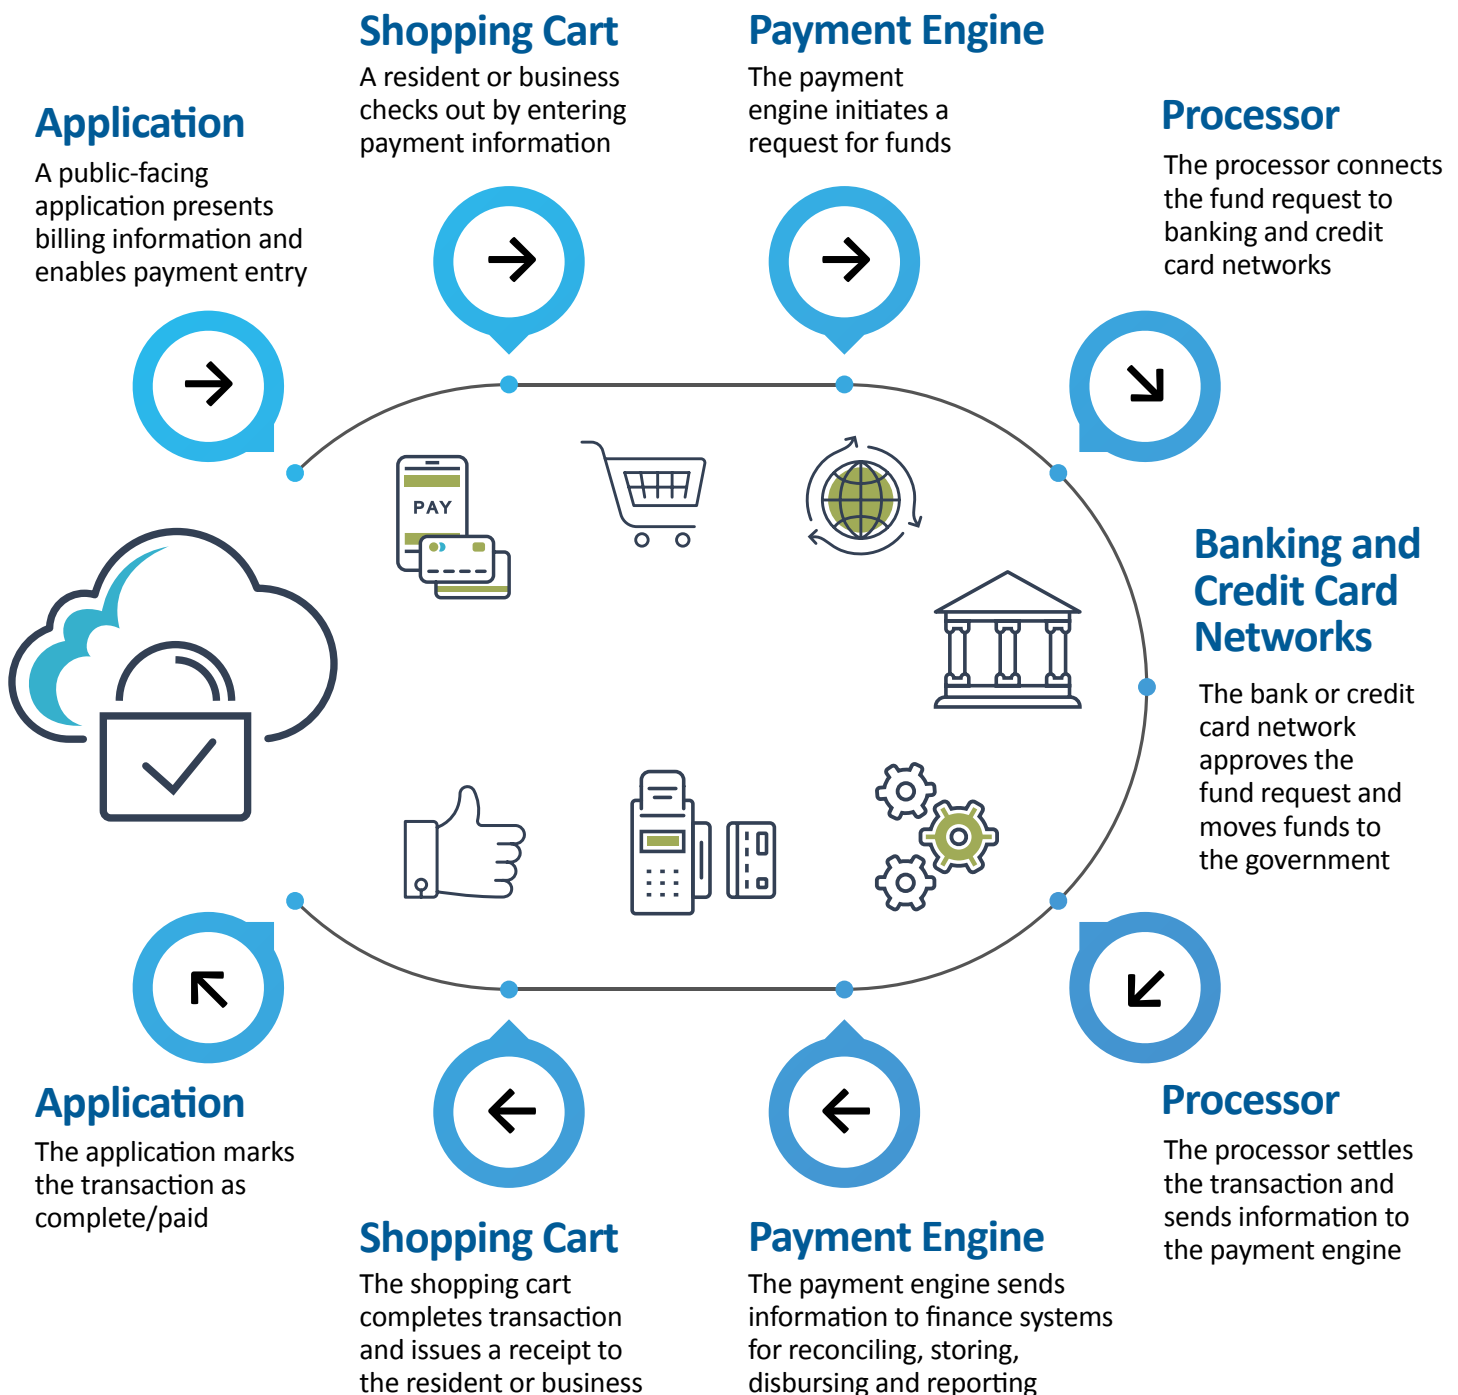 Application
A public-facing
application presents
billing information and
enables payment entry
Shopping Cart
A resident or business
checks out by entering
payment information
Payment Engine
The payment
engine initiates a
request for funds
Processor
The processor connects
the fund request to
banking and credit
card networks
PAY
Banking and
Credit Card
Networks
The bank or credit
card network
approves the
fund request and
moves funds to
the government
Processor
The processor settles
the transaction and
sends information to
the payment engine
Payment Engine
The payment engine sends
information to finance systems
for reconciling, storing,
disbursing and reporting
Shopping Cart
The shopping cart
completes transaction
and issues a receipt to
the resident or business
Application
The application marks
the transaction as
complete/paid